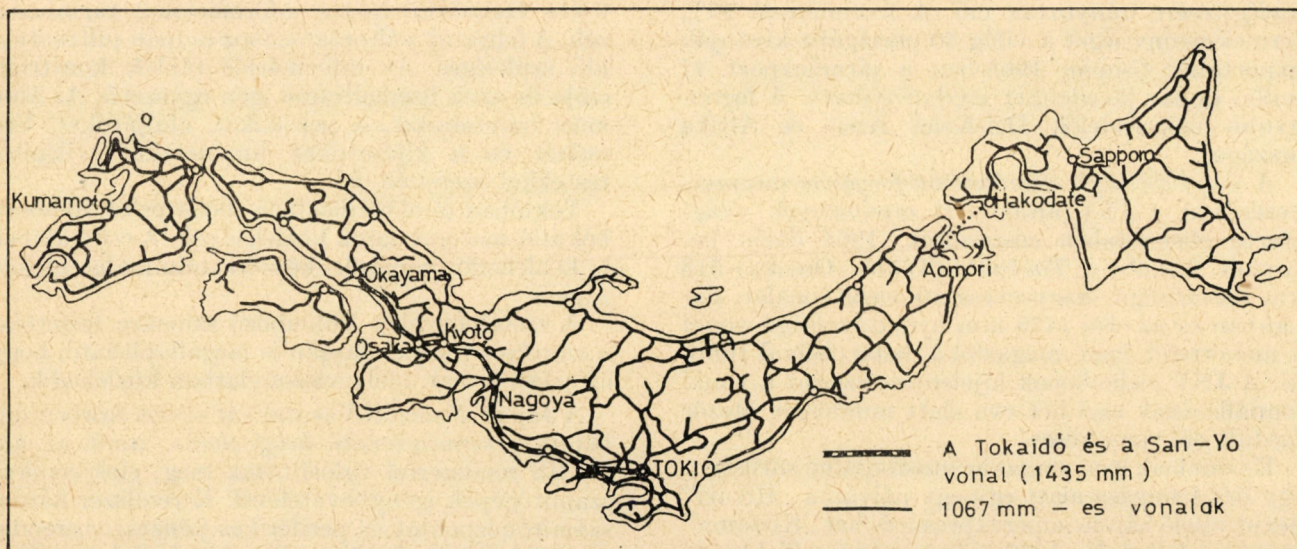 Kumamoto
Okayama
Osaka
Kyoto
Nagoya
TOKIO
Sapporo
Hakodate
Aomori
A Tokaidó és a San-Yo
vonal (1435 mm)
1067 mm – es vonalak